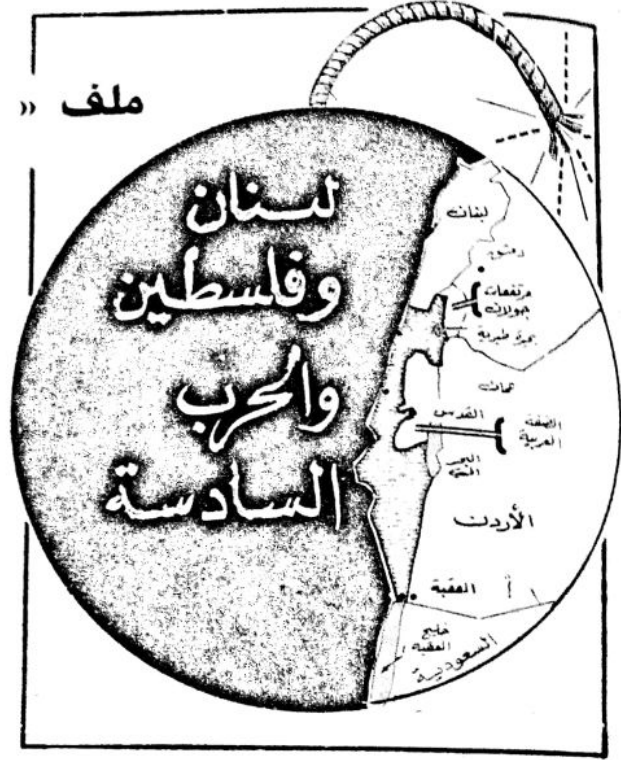 ملف »
لبنان
وفلسطين
والحرب
السادسة
لبنان
دمشق
مرتفعات
جولان
بحيرة طبرية
عمان
القدس
الضفة
الغربية
البحر
الميت
الأردن
العقبة
خليج
العقبة
السعودية